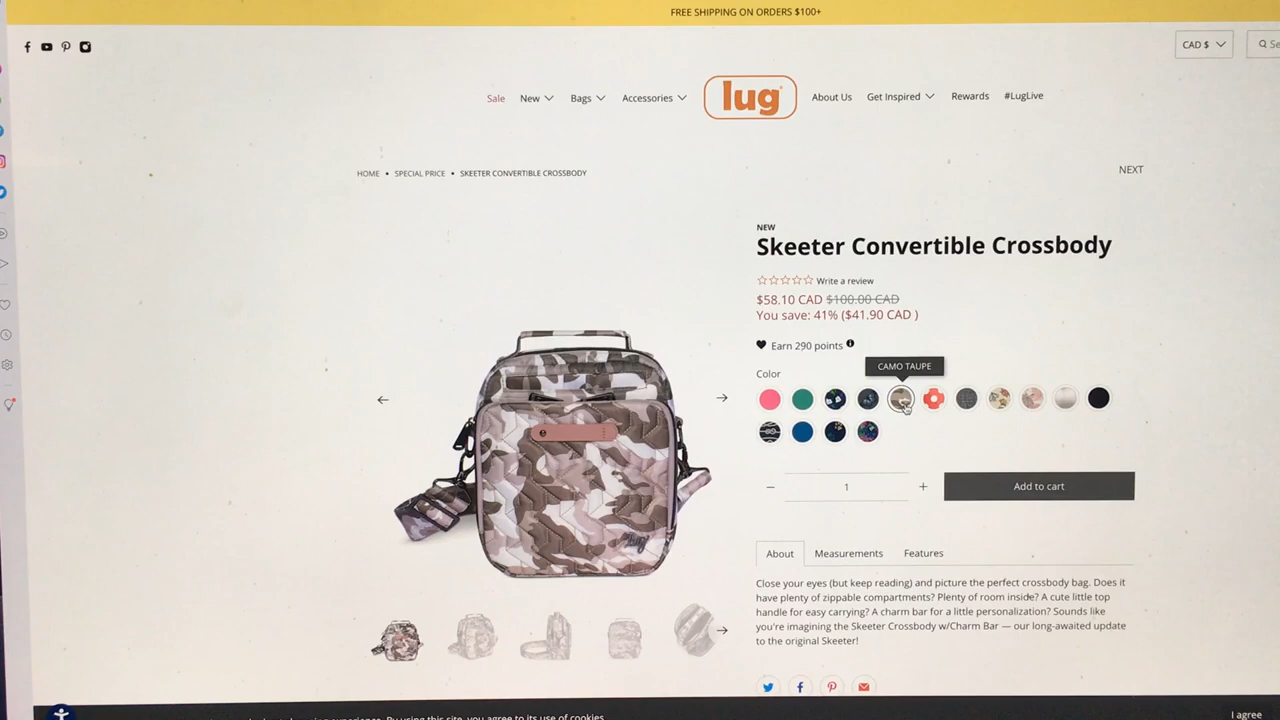 FREE SHIPPING ON ORDERS $100+
CAD $
Se
Sale New Bags Accessories lug About Us Get Inspired Rewards #LugLive
HOME • SPECIAL PRICE • SKEETER CONVERTIBLE CROSSBODY
NEXT
NEW
Skeeter Convertible Crossbody
Write a review
$58.10 CAD $100.00 CAD
You save: 41% ($41.90 CAD )
Earn 290 points
CAMO TAUPE
Color
1
Add to cart
About Measurements Features
Close your eyes (but keep reading) and picture the perfect crossbody bag. Does it
have plenty of zippable compartments? Plenty of room inside? A cute little top
handle for easy carrying? A charm bar for a little personalization? Sounds like
you're imagining the Skeeter Crossbody w/Charm Bar — our long-awaited update
to the original Skeeter!
experience. By using this site, you agree to its use of cookies.
I agree